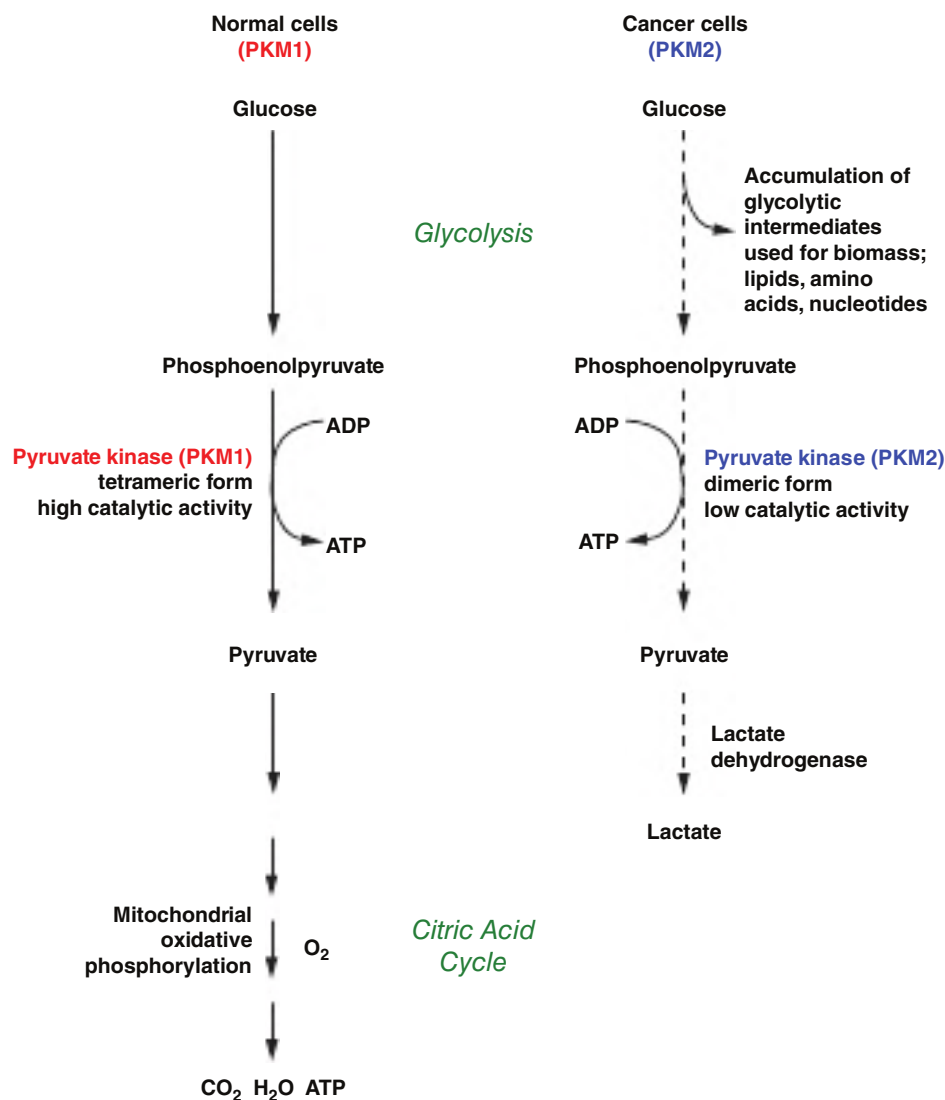 Normal cells
(PKM1)
Cancer cells
(PKM2)
Glucose
Glucose
Accumulation of
glycolytic
intermediates
used for biomass;
lipids, amino
acids, nucleotides
Glycolysis
Phosphoenolpyruvate
Phosphoenolpyruvate
ADP
ADP
Pyruvate kinase (PKM1)
tetrameric form
high catalytic activity
Pyruvate kinase (PKM2)
dimeric form
low catalytic activity
ATP
ATP
Pyruvate
Pyruvate
Lactate
dehydrogenase
Lactate
Mitochondrial
oxidative
phosphorylation
O₂
Citric Acid
Cycle
CO₂ H₂O ATP